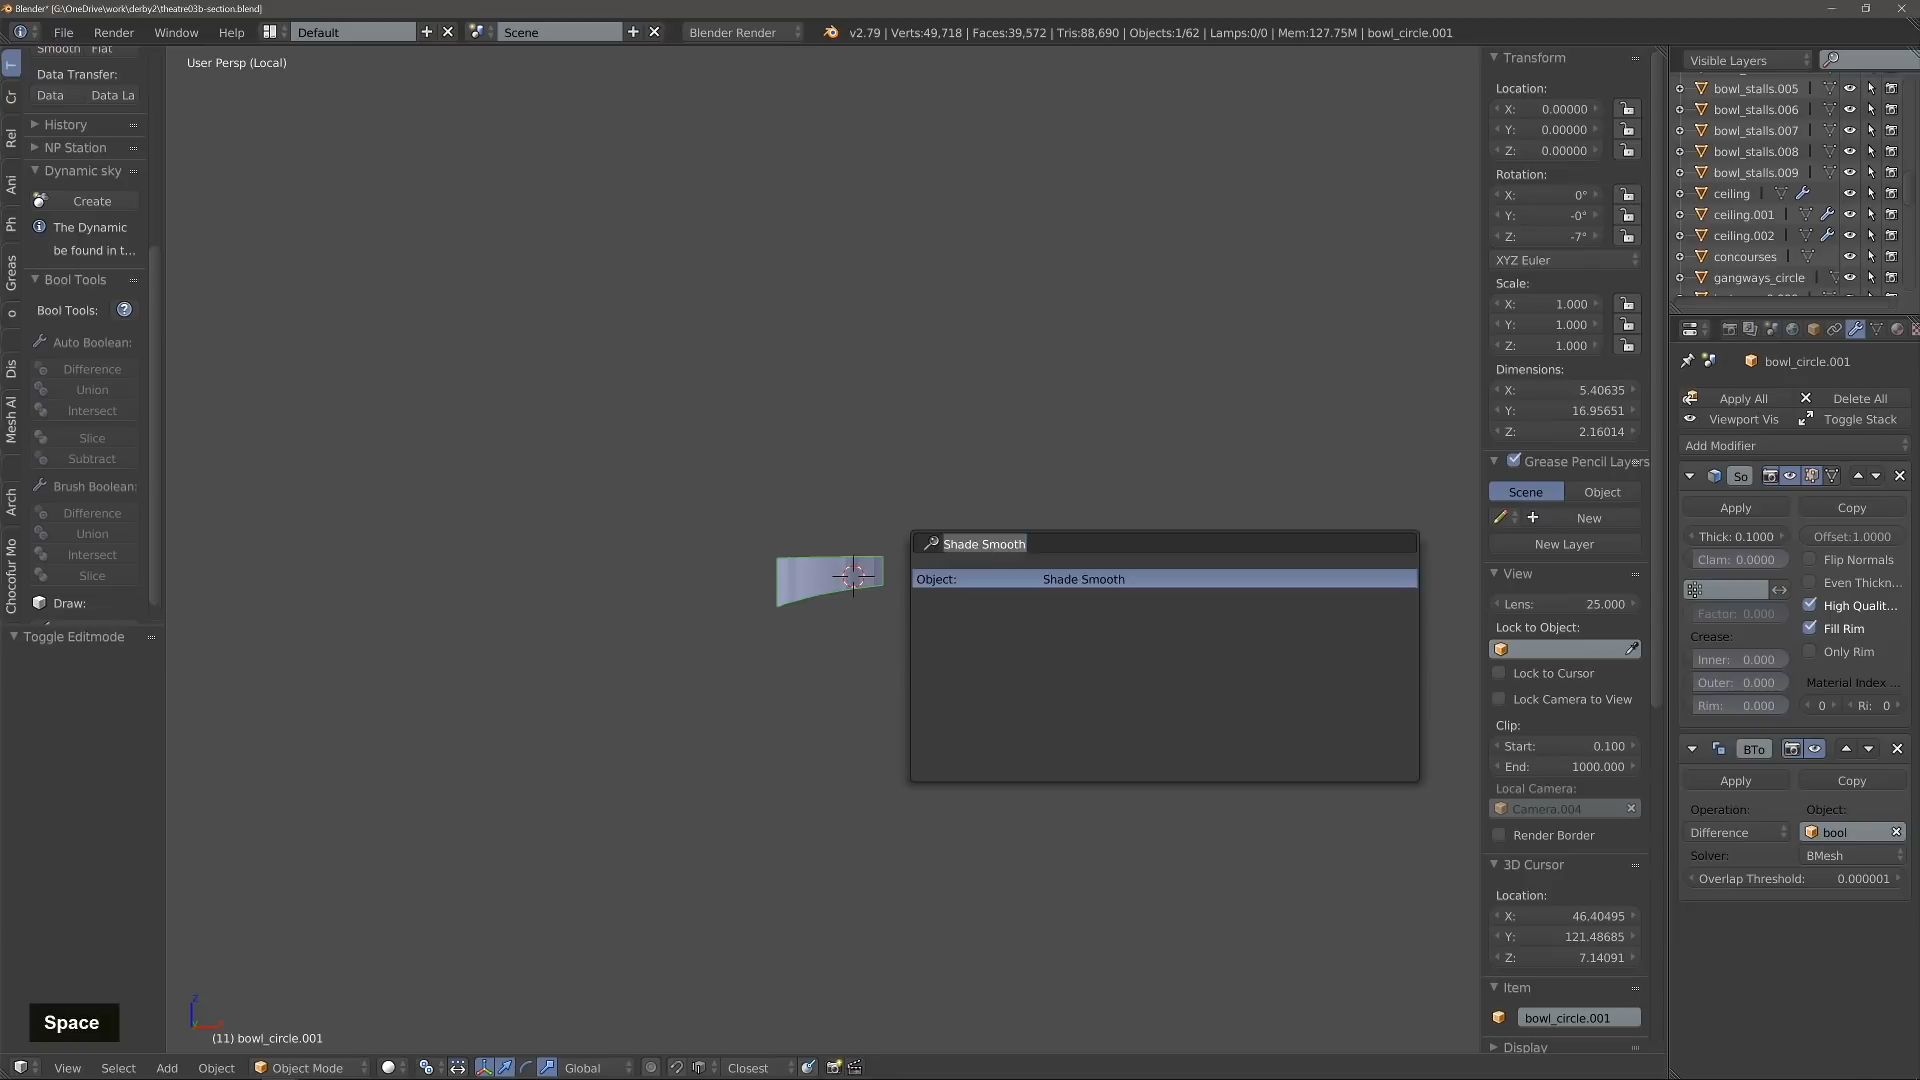 Blender* [G:\OneDrive\work\derby2\theatre03b-section.blend]
File Render Window Help Default Scene Blender Render v2.79 | Verts:49,718 | Faces:39,572 | Tris:88,690 | Objects:1/62 | Lamps:0/0 | Mem:127.75M | bowl_circle.001
Smooth Flat
Data Transfer:
Data Data La
History
NP Station
Dynamic sky
Create
The Dynamic
be found in t...
Bool Tools
Bool Tools:
Auto Boolean:
Difference
Union
Intersect
Slice
Subtract
Brush Boolean:
Difference
Union
Intersect
Slice
Draw:
Toggle Editmode
T
Cr
Rel
Ani
Ph
Greas
o
Dis
Mesh Al
Arch
Chocofur Mo
User Persp (Local)
Shade Smooth
Object: Shade Smooth
Space
Z
(11) bowl_circle.001
View Select Add Object Object Mode Global Closest
Transform
Location:
X: 0.00000
Y: 0.00000
Z: 0.00000
Rotation:
X: 0°
Y: -0°
Z: -7°
XYZ Euler
Scale:
X: 1.000
Y: 1.000
Z: 1.000
Dimensions:
X: 5.40635
Y: 16.95651
Z: 2.16014
Grease Pencil Layers
Scene Object
New
New Layer
View
Lens: 25.000
Lock to Object:
Lock to Cursor
Lock Camera to View
Clip:
Start: 0.100
End: 1000.000
Local Camera:
Camera.004
Render Border
3D Cursor
Location:
X: 46.40495
Y: 121.48685
Z: 7.14091
Item
bowl_circle.001
Display
Visible Layers
bowl_stalls.005
bowl_stalls.006
bowl_stalls.007
bowl_stalls.008
bowl_stalls.009
ceiling
ceiling.001
ceiling.002
concourses
gangways_circle
bowl_circle.001
Apply All Delete All
Viewport Vis Toggle Stack
Add Modifier
So
Apply Copy
Thick: 0.1000 Offset:1.0000
Clam: 0.0000 Flip Normals
Even Thickn...
High Qualit...
Factor: 0.000
Fill Rim
Crease:
Only Rim
Inner: 0.000
Outer: 0.000 Material Index ...
Rim: 0.000 0 Ri: 0
BTo
Apply Copy
Operation: Object:
Difference bool
Solver: BMesh
Overlap Threshold: 0.000001